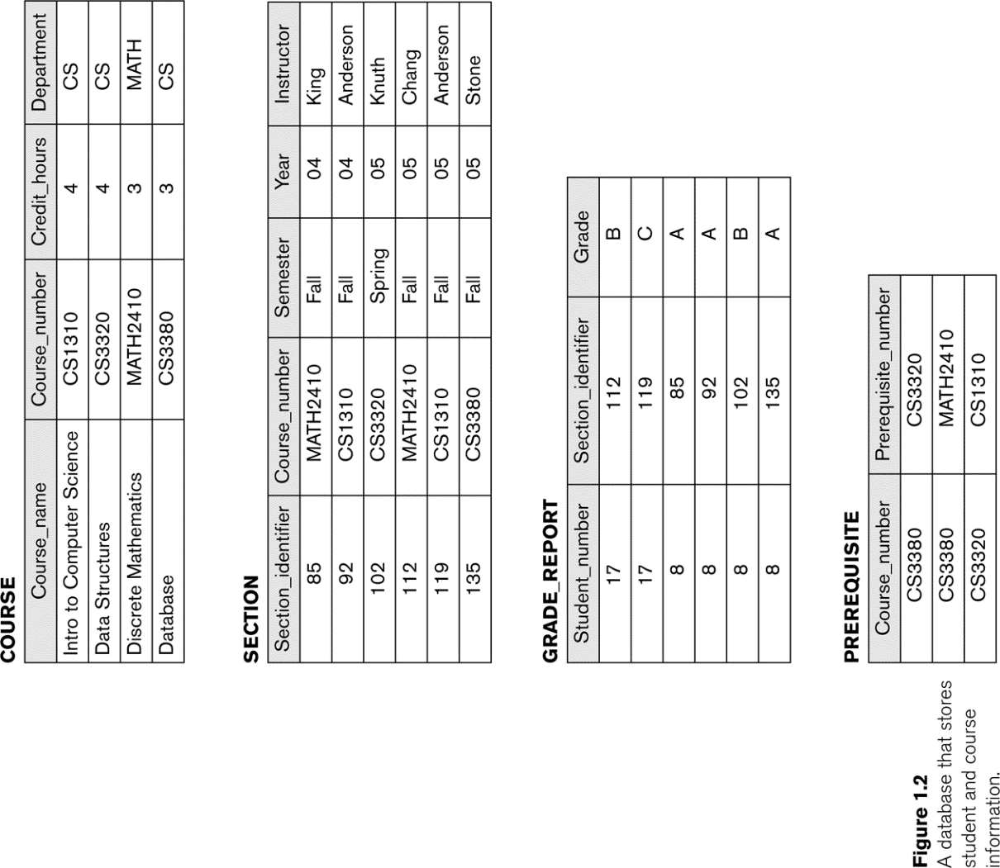 COURSE
Course_name Course_number Credit_hours Department
Intro to Computer Science CS1310 4 CS
Data Structures CS3320 4 CS
Discrete Mathematics MATH2410 3 MATH
Database CS3380 3 CS
SECTION
Section_identifier Course_number Semester Year Instructor
85 MATH2410 Fall 04 King
92 CS1310 Fall 04 Anderson
102 CS3320 Spring 05 Knuth
112 MATH2410 Fall 05 Chang
119 CS1310 Fall 05 Anderson
135 CS3380 Fall 05 Stone
GRADE_REPORT
Student_number Section_identifier Grade
17 112 B
17 119 C
8 85 A
8 92 A
8 102 B
8 135 A
PREREQUISITE
Course_number Prerequisite_number
CS3380 CS3320
CS3380 MATH2410
CS3320 CS1310
Figure 1.2
A database that stores
student and course
information.